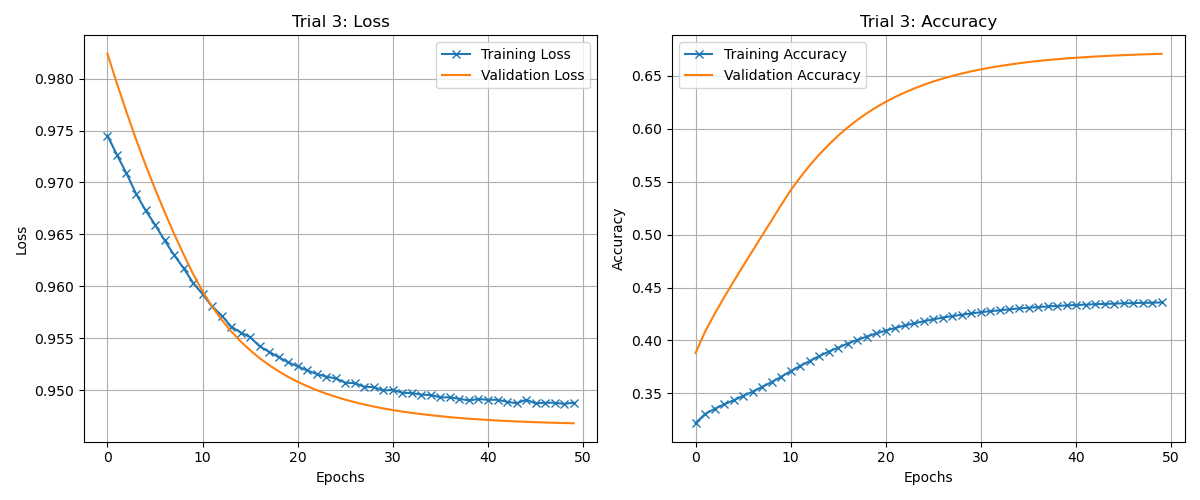 Trial 3: Loss
Training Loss
Validation Loss
0.980
0.975
0.970
0.965
0.960
0.955
0.950
Loss
0 10 20 30 40 50
Epochs
Trial 3: Accuracy
Training Accuracy
Validation Accuracy
0.65
0.60
0.55
0.50
0.45
0.40
0.35
Accuracy
0 10 20 30 40 50
Epochs